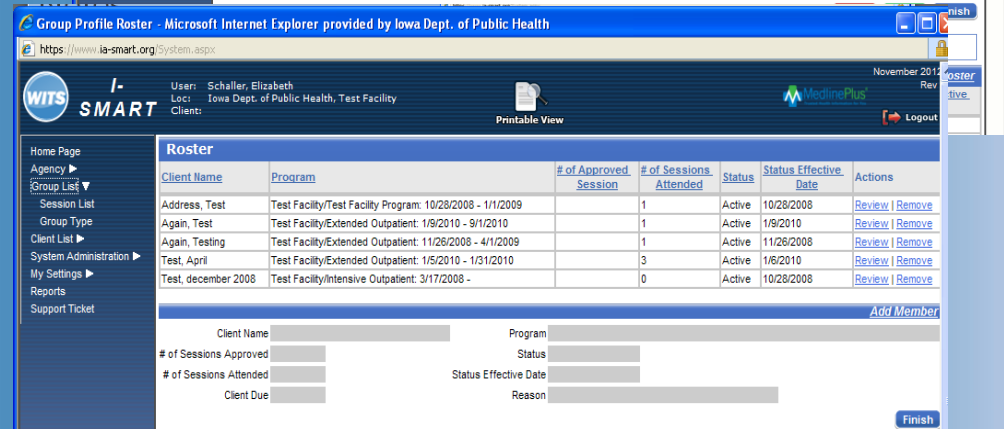 Group Profile Roster - Microsoft Internet Explorer provided by Iowa Dept. of Public Health
nish
https://www.ia-smart.org/System.aspx
WITS
I-
SMART
User: Schaller, Elizabeth
Loc: Iowa Dept. of Public Health, Test Facility
Client:
Printable View
MedlinePlus
November 2012
Rev
Logout
oster
tive
Home Page
Agency
Group List
Session List
Group Type
Client List
System Administration
My Settings
Reports
Support Ticket
Roster
Client Name Program # of Approved Session # of Sessions Attended Status Status Effective Date Actions
Address, Test Test Facility/Test Facility Program: 10/28/2008 - 1/1/2009 1 Active 10/28/2008 Review | Remove
Again, Test Test Facility/Extended Outpatient: 1/9/2010 - 9/1/2010 1 Active 1/9/2010 Review | Remove
Again, Testing Test Facility/Extended Outpatient: 11/26/2008 - 4/1/2009 1 Active 11/26/2008 Review | Remove
Test, April Test Facility/Extended Outpatient: 1/5/2010 - 1/31/2010 3 Active 1/6/2010 Review | Remove
Test, december 2008 Test Facility/Intensive Outpatient: 3/17/2008 - 0 Active 10/28/2008 Review | Remove
Add Member
Client Name Program
# of Sessions Approved Status
# of Sessions Attended Status Effective Date
Client Due Reason
Finish